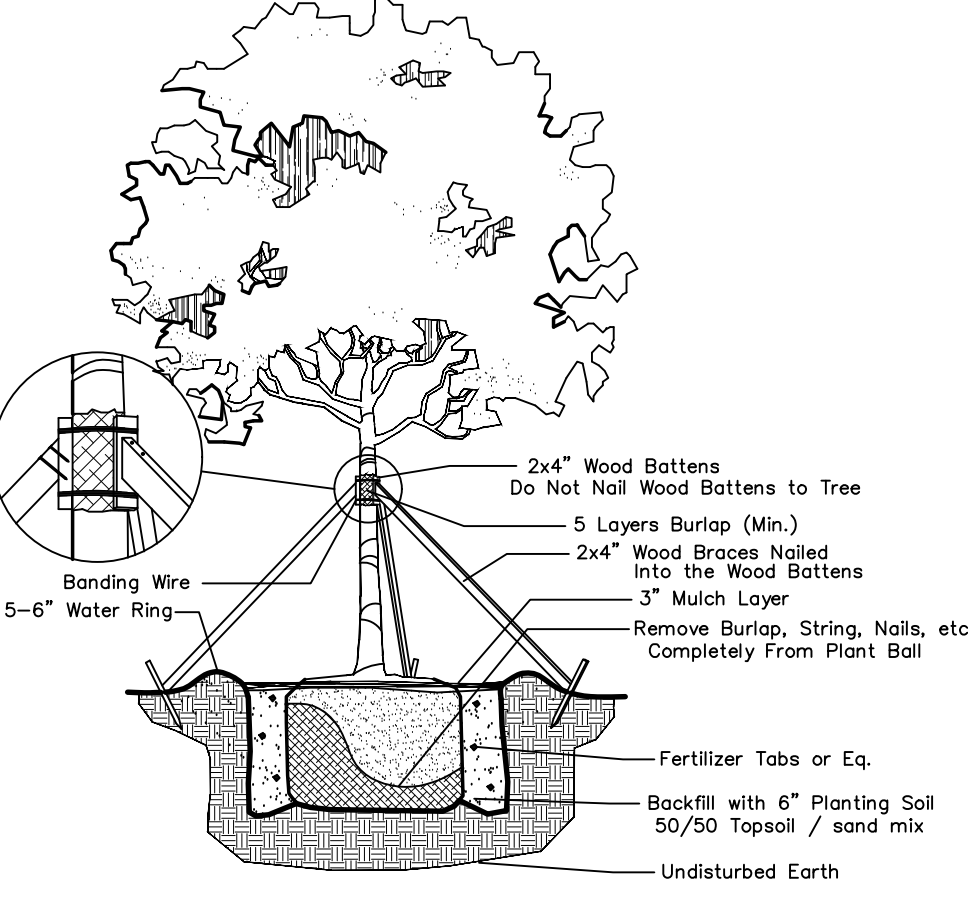 2x4” Wood Battens
Do Not Nail Wood Battens to Tree
5 Layers Burlap (Min.)
2x4” Wood Braces Nailed
Into the Wood Battens
Banding Wire
3” Mulch Layer
5-6” Water Ring
Remove Burlap, String, Nails, etc
Completely From Plant Ball
Fertilizer Tabs or Eq.
Backfill with 6” Planting Soil
50/50 Topsoil / sand mix
Undisturbed Earth